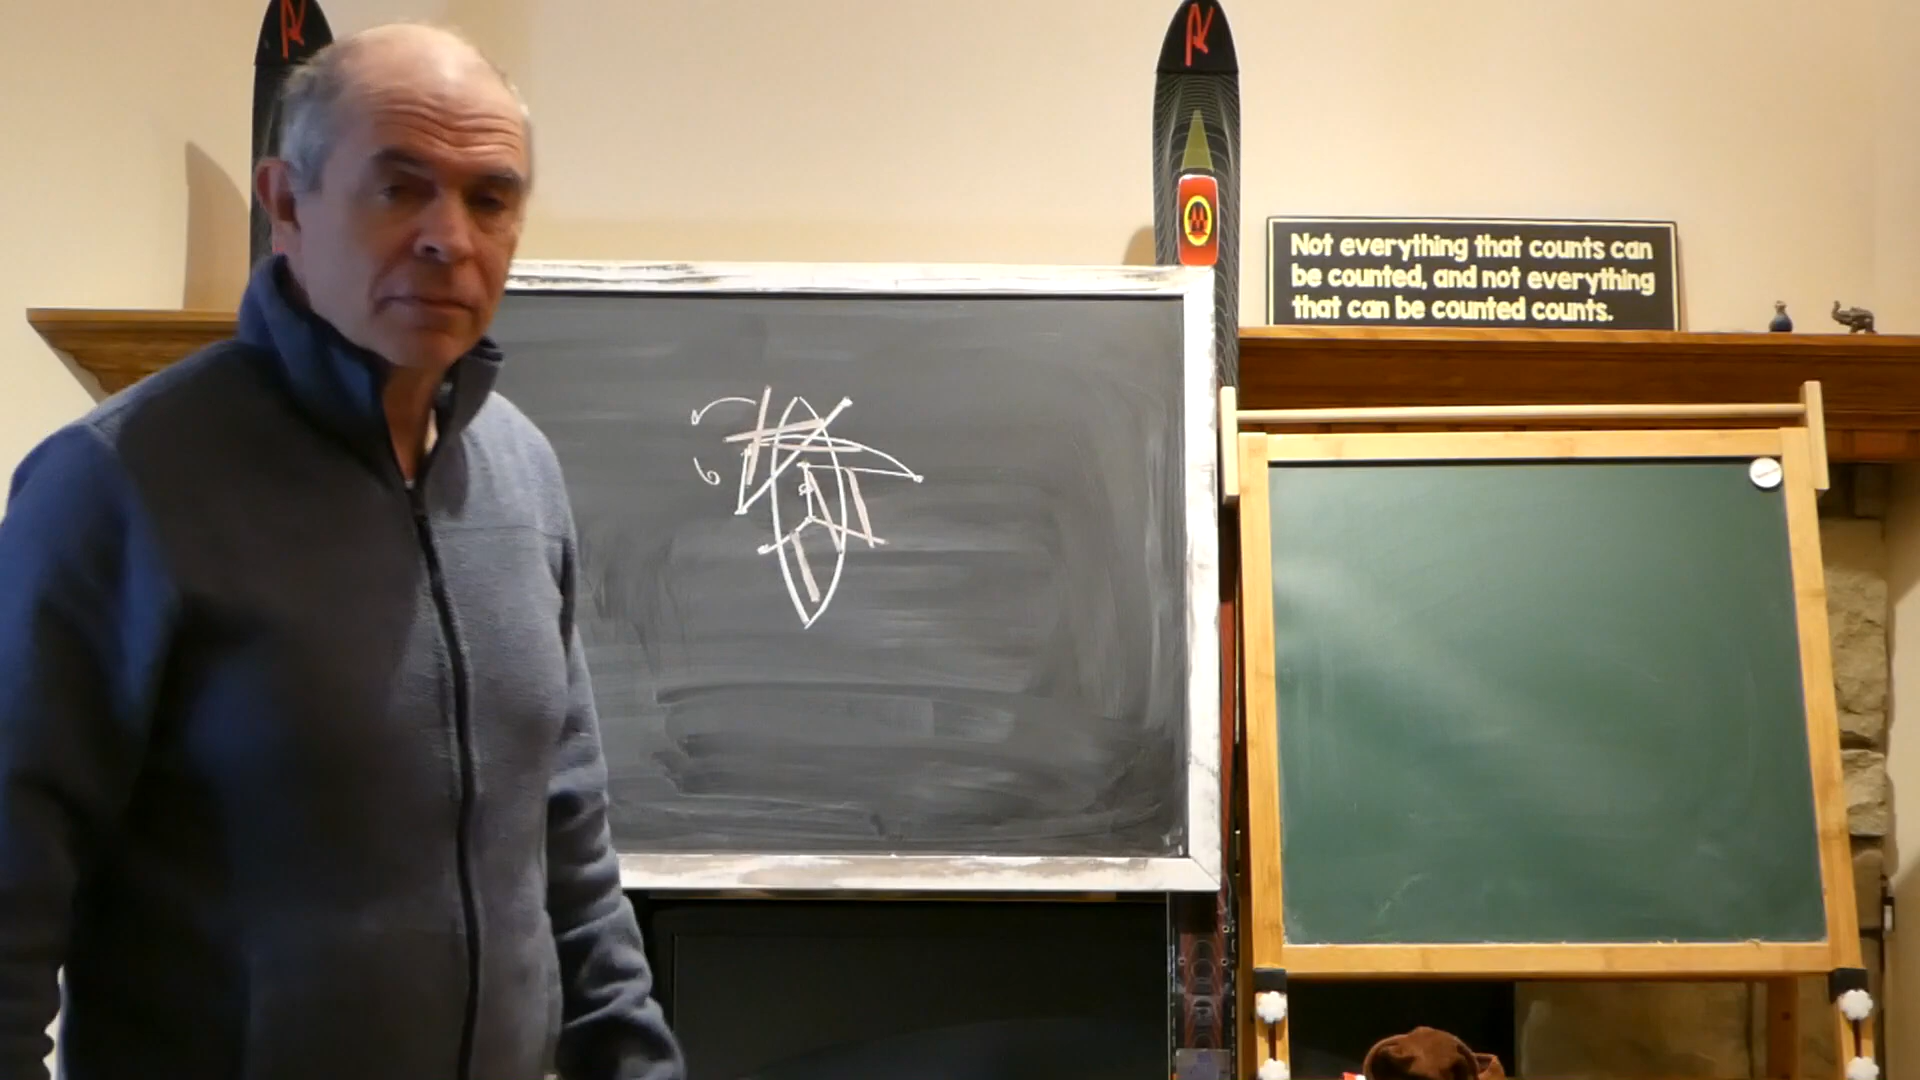 Not everything that counts can
be counted, and not everything
that can be counted counts.